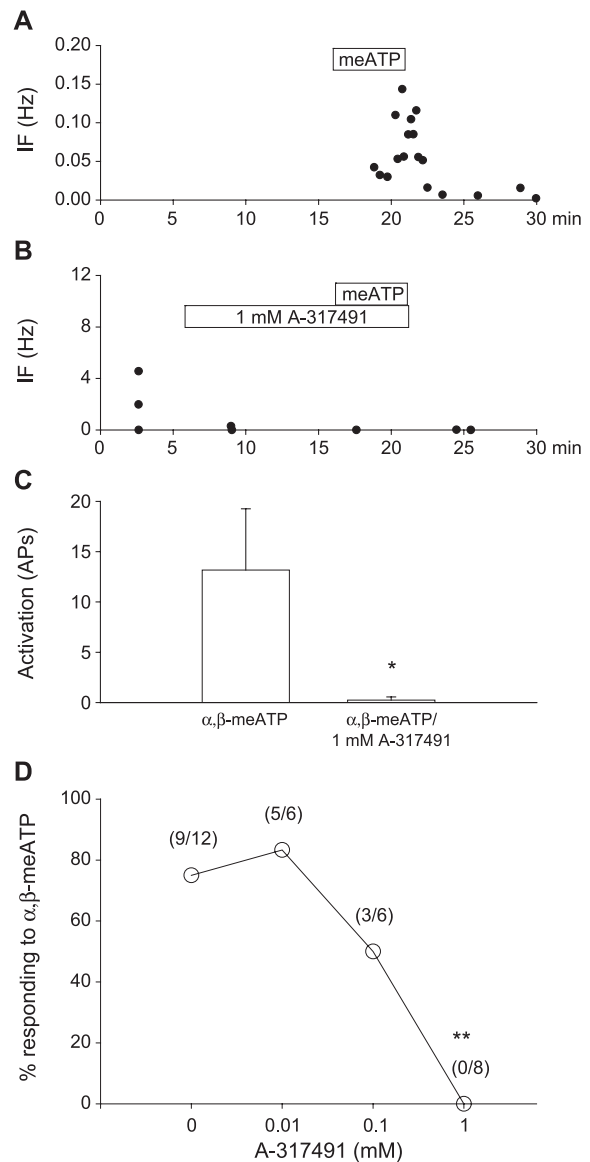 A
IF (Hz)
0.20
0.15
0.10
0.05
0.00
meATP
0 5 10 15 20 25 30 min
B
IF (Hz)
12
8
4
0
meATP
1 mM A-317491
0 5 10 15 20 25 30 min
C
Activation (APs)
20
15
10
5
0
*
α,β-meATP
α,β-meATP/
1 mM A-317491
D
% responding to α,β-meATP
100
80
60
40
20
0
(9/12)
(5/6)
(3/6)
**
(0/8)
0 0.01 0.1 1
A-317491 (mM)